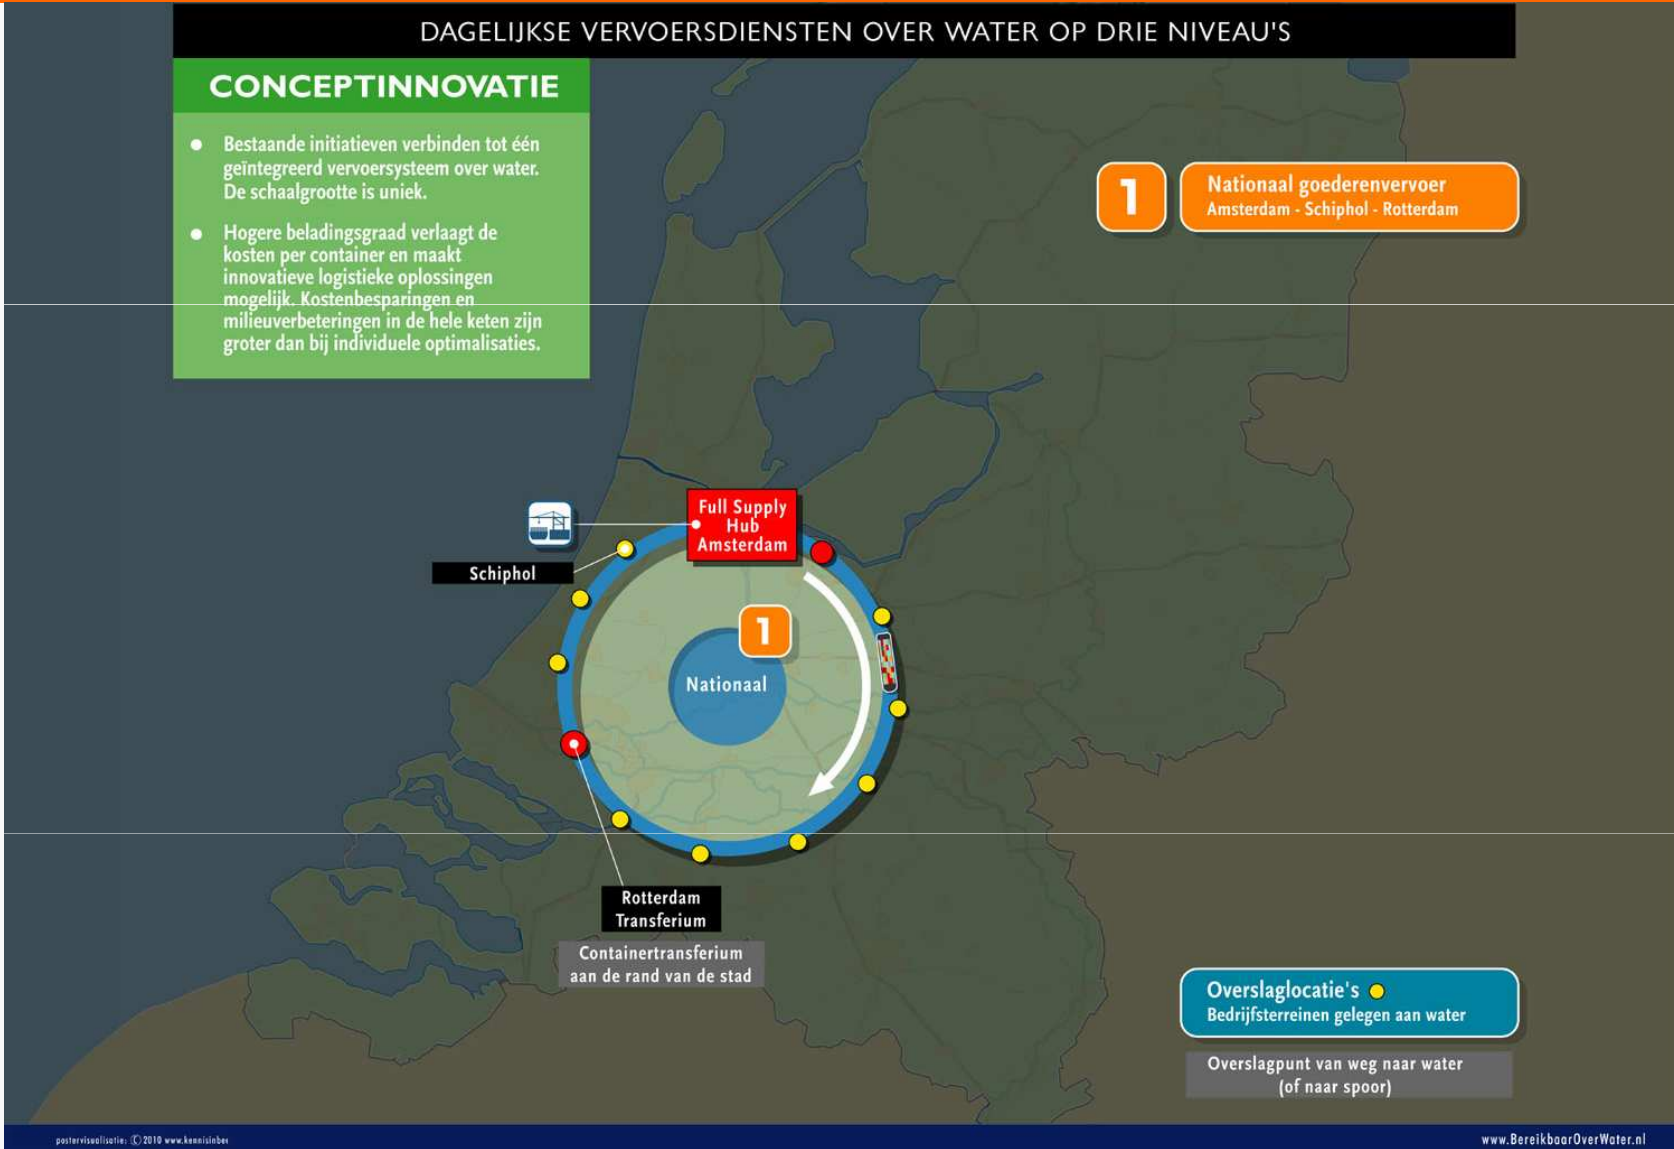 DAGELIJKSE VERVOERSDIENSTEN OVER WATER OP DRIE NIVEAU'S
CONCEPTINNOVATIE
Bestaande initiatieven verbinden tot één
geïntegreerd vervoersysteem over water.
De schaalgrootte is uniek.
Hogere beladingsgraad verlaagt de
kosten per container en maakt
innovatieve logistieke oplossingen
mogelijk. Kostenbesparingen en
milieuverbeteringen in de hele keten zijn
groter dan bij individuele optimalisaties.
1
Nationaal goederenvervoer
Amsterdam - Schiphol - Rotterdam
Full Supply
Hub
Amsterdam
Schiphol
1
Nationaal
Rotterdam
Transferium
Containertransferium
aan de rand van de stad
Overslaglocatie's
Bedrijfsterreinen gelegen aan water
Overslagpunt van weg naar water
(of naar spoor)
postervisualisatie: © 2010 www.kennisinbee
www.BereikbaarOverWater.nl